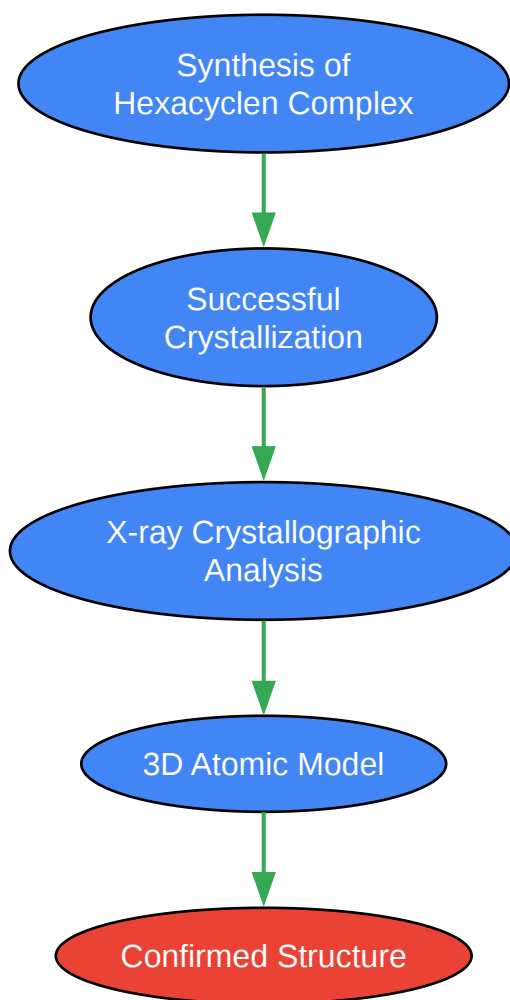 Synthesis of
Hexacyclen Complex
Successful
Crystallization
X-ray Crystallographic
Analysis
3D Atomic Model
Confirmed Structure